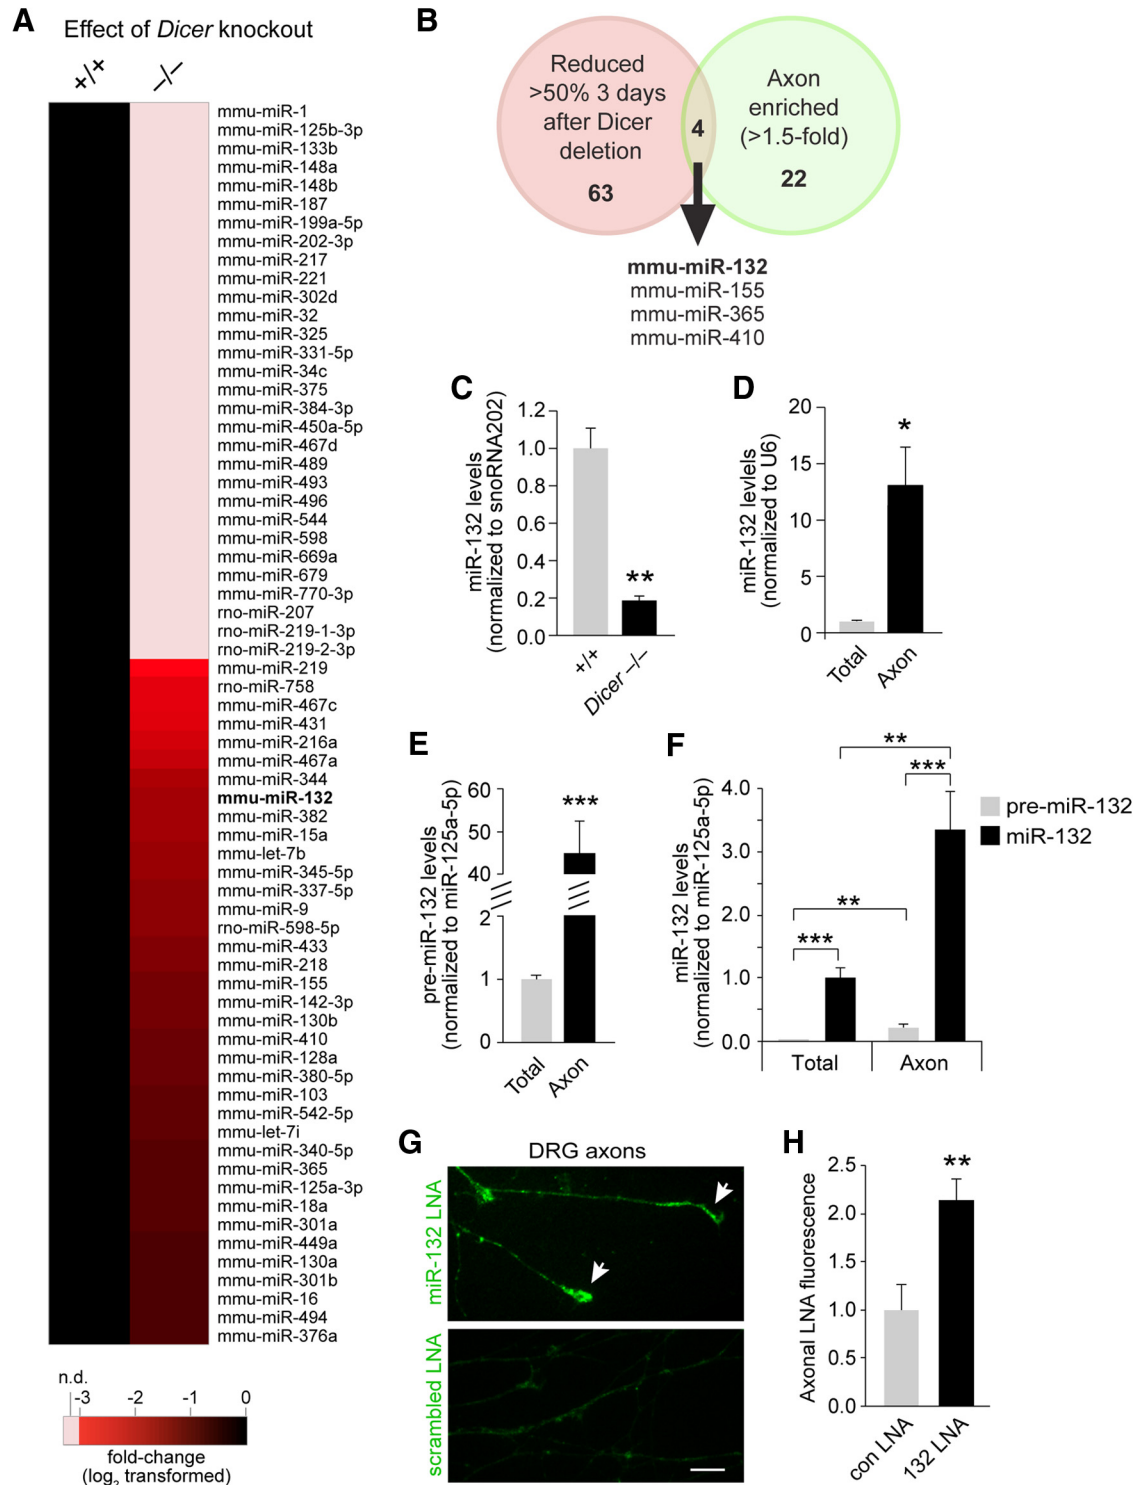 A
Effect of Dicer knockout
+/+
–/–
mmu-miR-1
mmu-miR-125b-3p
mmu-miR-133b
mmu-miR-148a
mmu-miR-148b
mmu-miR-187
mmu-miR-199a-5p
mmu-miR-202-3p
mmu-miR-217
mmu-miR-221
mmu-miR-302d
mmu-miR-32
mmu-miR-325
mmu-miR-331-5p
mmu-miR-34c
mmu-miR-375
mmu-miR-384-3p
mmu-miR-450a-5p
mmu-miR-467d
mmu-miR-489
mmu-miR-493
mmu-miR-496
mmu-miR-544
mmu-miR-598
mmu-miR-669a
mmu-miR-679
mmu-miR-770-3p
rno-miR-207
rno-miR-219-1-3p
rno-miR-219-2-3p
mmu-miR-219
rno-miR-758
mmu-miR-467c
mmu-miR-431
mmu-miR-216a
mmu-miR-467a
mmu-miR-344
mmu-miR-132
mmu-miR-382
mmu-miR-15a
mmu-let-7b
mmu-miR-345-5p
mmu-miR-337-5p
mmu-miR-9
rno-miR-598-5p
mmu-miR-433
mmu-miR-218
mmu-miR-155
mmu-miR-142-3p
mmu-miR-130b
mmu-miR-410
mmu-miR-128a
mmu-miR-380-5p
mmu-miR-103
mmu-miR-542-5p
mmu-let-7i
mmu-miR-340-5p
mmu-miR-365
mmu-miR-125a-3p
mmu-miR-18a
mmu-miR-301a
mmu-miR-449a
mmu-miR-130a
mmu-miR-301b
mmu-miR-16
mmu-miR-494
mmu-miR-376a
n.d.
-3 -2 -1 0
fold-change
(log2 transformed)
B
Reduced
>50% 3 days
after Dicer
deletion
63
4
Axon
enriched
(>1.5-fold)
22
mmu-miR-132
mmu-miR-155
mmu-miR-365
mmu-miR-410
C
miR-132 levels
(normalized to snoRNA202)
1.2
1.0
0.8
0.6
0.4
0.2
0.0
**
+/+
Dicer –/–
D
miR-132 levlels
(normalized to U6)
20
15
10
5
0
*
Total
Axon
E
pre-miR-132 levels
(normalized to miR-125a-5p)
60
50
40
2
1
0
***
Total
Axon
F
miR-132 levels
(normalized to miR-125a-5p)
4.0
3.0
2.0
1.0
0.0
**
***
**
***
Total
Axon
pre-miR-132
miR-132
G
DRG axons
miR-132 LNA
scrambled LNA
H
Axonal LNA fluorescence
2.5
2.0
1.5
1.0
0.5
0.0
**
con LNA
132 LNA